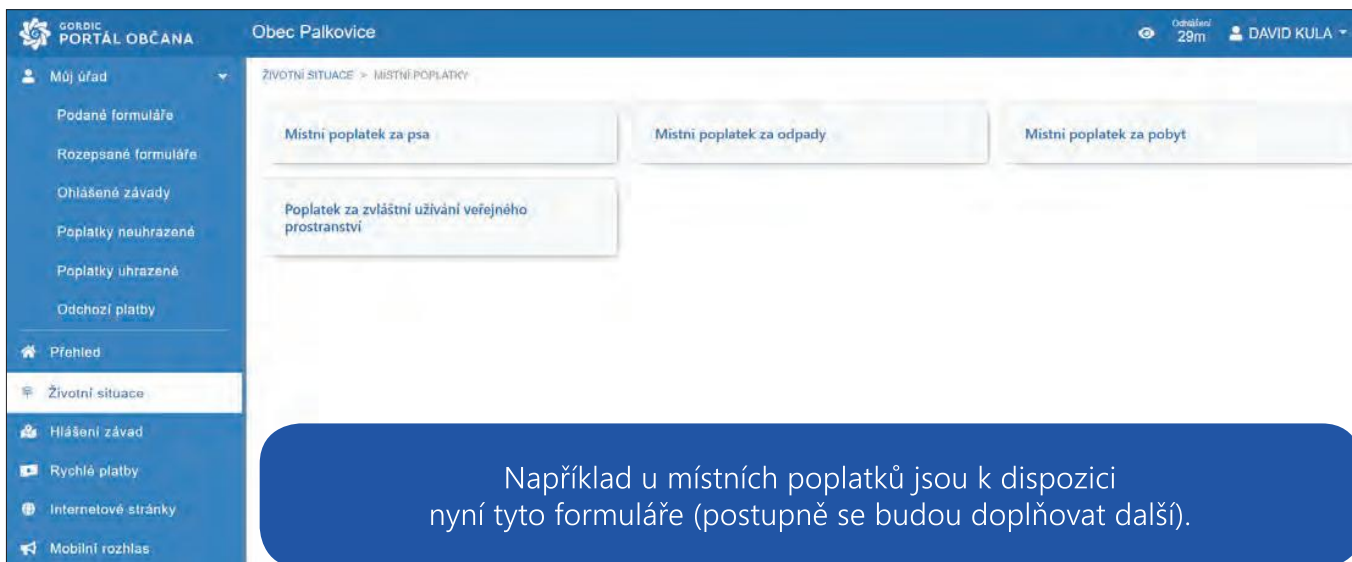 GORDIC
PORTÁL OBČANA
Obec Palkovice
Odhlášení
29m
DAVID KULA
Můj úřad
Podané formuláře
Rozepsané formuláře
Ohlášené závady
Poplatky neuhrazené
Poplatky uhrazené
Odchozí platby
Přehled
Životní situace
Hlášení závad
Rychlé platby
Internetové stránky
Mobilní rozhlas
ŽIVOTNÍ SITUACE > MÍSTNÍ POPLATKY
Místní poplatek za psa
Místní poplatek za odpady
Místní poplatek za pobyt
Poplatek za zvláštní užívání veřejného
prostranství
Například u místních poplatků jsou k dispozici
nyní tyto formuláře (postupně se budou doplňovat další).